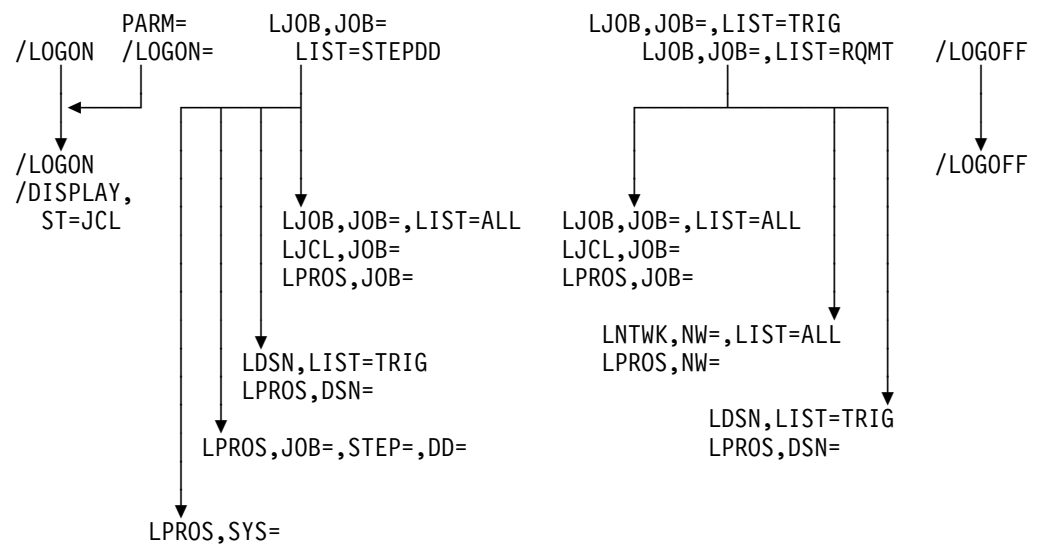 PARM= LJOB,JOB= LJOB,JOB=,LIST=TRIG
/LOGON /LOGON= LIST=STEPDD LJOB,JOB=,LIST=RQMT /LOGOFF
/LOGON /LOGOFF
/DISPLAY,
ST=JCL LJOB,JOB=,LIST=ALL LJOB,JOB=,LIST=ALL
LJCL,JOB= LJCL,JOB=
LPROS,JOB= LPROS,JOB=
LNTWK,NW=,LIST=ALL
LDSN,LIST=TRIG LPROS,NW=
LPROS,DSN=
LDSN,LIST=TRIG
LPROS,JOB=,STEP=,DD= LPROS,DSN=
LPROS,SYS=